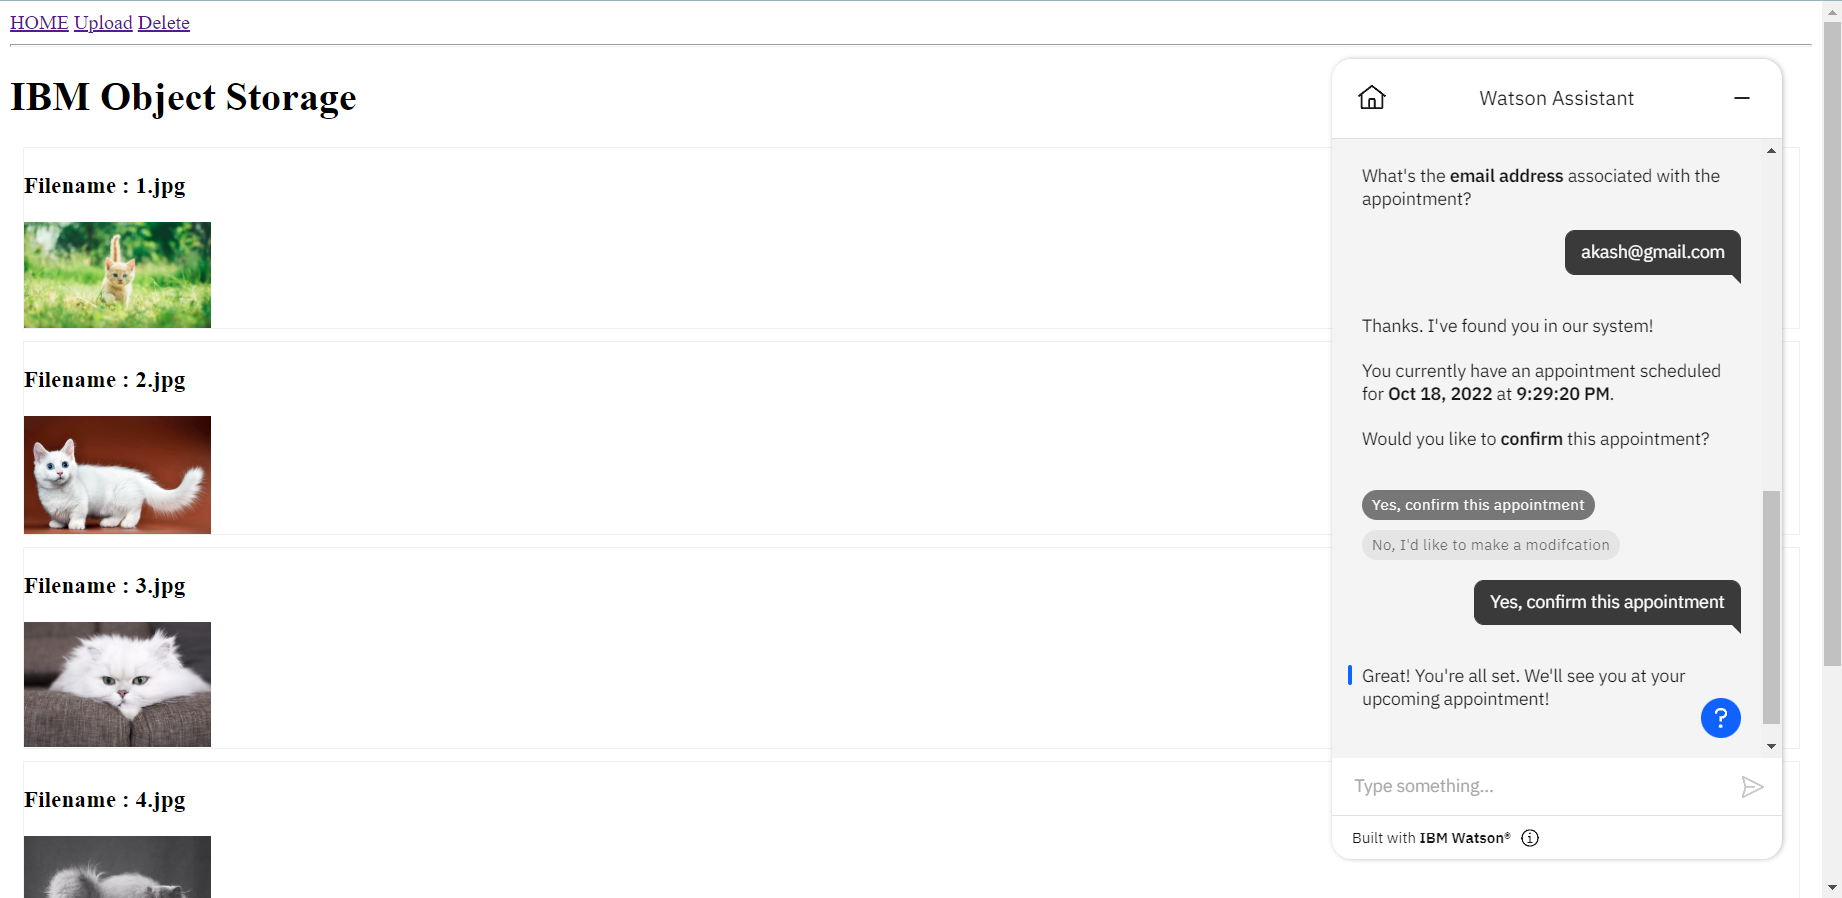 HOME Upload Delete
IBM Object Storage
Filename : 1.jpg
Filename : 2.jpg
Filename : 3.jpg
Filename : 4.jpg
Watson Assistant
What's the email address associated with the
appointment?
akash@gmail.com
Thanks. I've found you in our system!
You currently have an appointment scheduled
for Oct 18, 2022 at 9:29:20 PM.
Would you like to confirm this appointment?
Yes, confirm this appointment
No, I'd like to make a modifcation
Yes, confirm this appointment
Great! You're all set. We'll see you at your
upcoming appointment!
?
Type something...
Built with IBM Watson®